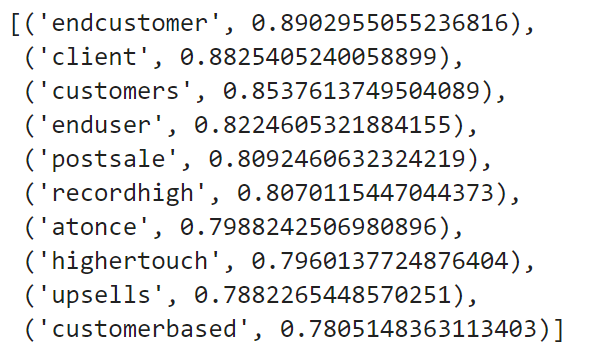 [('endcustomer', 0.8902955055236816),
('client', 0.8825405240058899),
('customers', 0.8537613749504089),
('enduser', 0.8224605321884155),
('postsale', 0.8092460632324219),
('recordhigh', 0.8070115447044373),
('atonce', 0.7988242506980896),
('highertouch', 0.7960137724876404),
('upsells', 0.7882265448570251),
('customerbased', 0.7805148363113403)]